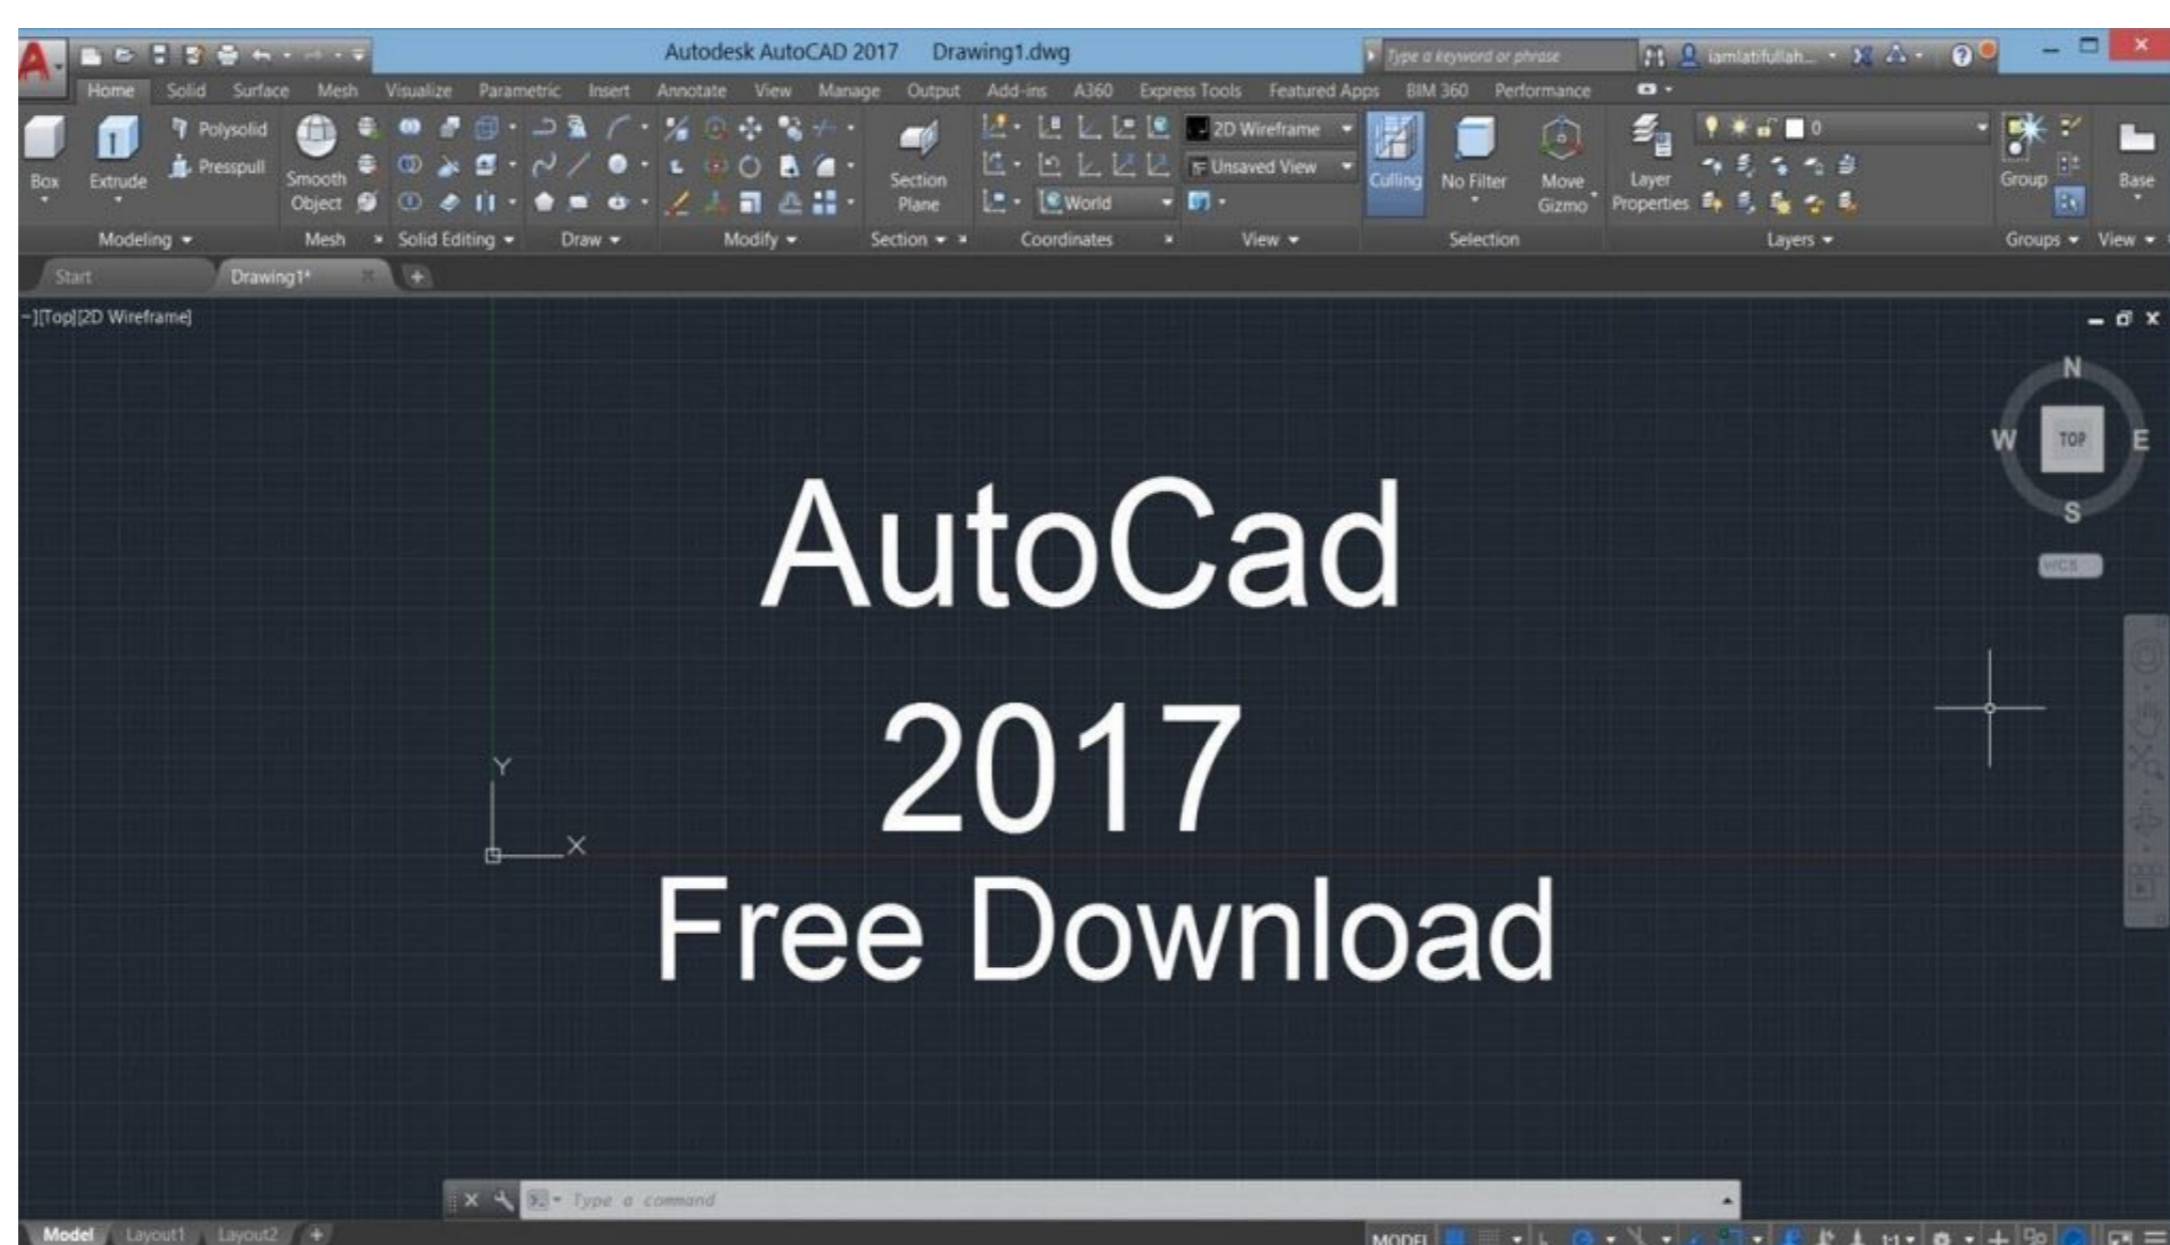 Autodesk AutoCAD 2017 Drawing1.dwg Type a keyword or phrase iamlatifullah...
Home Solid Surface Mesh Visualize Parametric Insert Annotate View Manage Output Add-ins A360 Express Tools Featured Apps BIM 360 Performance
Polysolid 2D Wireframe 0
Presspull Unsaved View
Box Extrude Smooth Object Section Plane World Culling No Filter Move Gizmo Layer Properties Group Base
Modeling Mesh Solid Editing Draw Modify Section Coordinates View Selection Layers Groups View
Start Drawing1*
-][Top][2D Wireframe]
N
W TOP E
S
WCS
AutoCad
2017
Y
X
Free Download
Type a command
Model Layout1 Layout2 MODEL 1:1